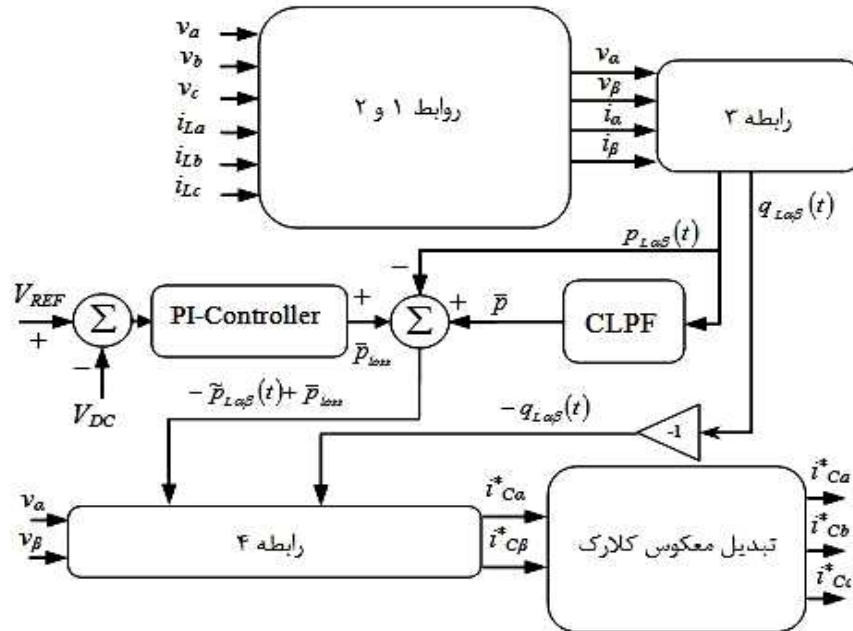 v_a
v_b
v_c
i_La
i_Lb
i_Lc
روابط ۱ و ۲
v_α
v_β
i_α
i_β
رابطه ۳
q_Lαβ(t)
p_Lαβ(t)
−
V_REF
+
Σ
−
V_DC
PI-Controller
+
p̄_loss
Σ
+
p̄
CLPF
− p̃_Lαβ(t)+ p̄_loss
− q_Lαβ(t)
-1
v_α
v_β
رابطه ۴
i*_Cα
i*_Cβ
تبدیل معکوس کلارک
i*_Ca
i*_Cb
i*_Cc